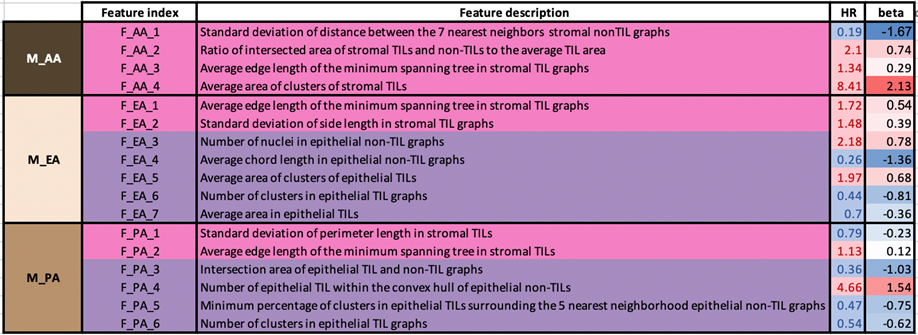 Feature index Feature description HR beta
M_AA
F_AA_1 Standard deviation of distance between the 7 nearest neighbors stromal nonTIL graphs 0.19 -1.67
F_AA_2 Ratio of intersected area of stromal TILs and non-TILs to the average TIL area 2.1 0.74
F_AA_3 Average edge length of the minimum spanning tree in stromal TIL graphs 1.34 0.29
F_AA_4 Average area of clusters of stromal TILs 8.41 2.13
M_EA
F_EA_1 Average edge length of the minimum spanning tree in stromal TIL graphs 1.72 0.54
F_EA_2 Standard deviation of side length in stromal TIL graphs 1.48 0.39
F_EA_3 Number of nuclei in epithelial non-TIL graphs 2.18 0.78
F_EA_4 Average chord length in epithelial non-TIL graphs 0.26 -1.36
F_EA_5 Average area of clusters of epithelial TILs 1.97 0.68
F_EA_6 Number of clusters in epithelial TIL graphs 0.44 -0.81
F_EA_7 Average area in epithelial TILs 0.7 -0.36
M_PA
F_PA_1 Standard deviation of perimeter length in stromal TILs 0.79 -0.23
F_PA_2 Average edge length of the minimum spanning tree in stromal TILs 1.13 0.12
F_PA_3 Intersection area of epithelial TIL and non-TIL graphs 0.36 -1.03
F_PA_4 Number of epithelial TIL within the convex hull of epithelial non-TILs 4.66 1.54
F_PA_5 Minimum percentage of clusters in epithelial TILs surrounding the 5 nearest neighborhood epithelial non-TIL graphs 0.47 -0.75
F_PA_6 Number of clusters in epithelial TIL graphs 0.54 -0.62